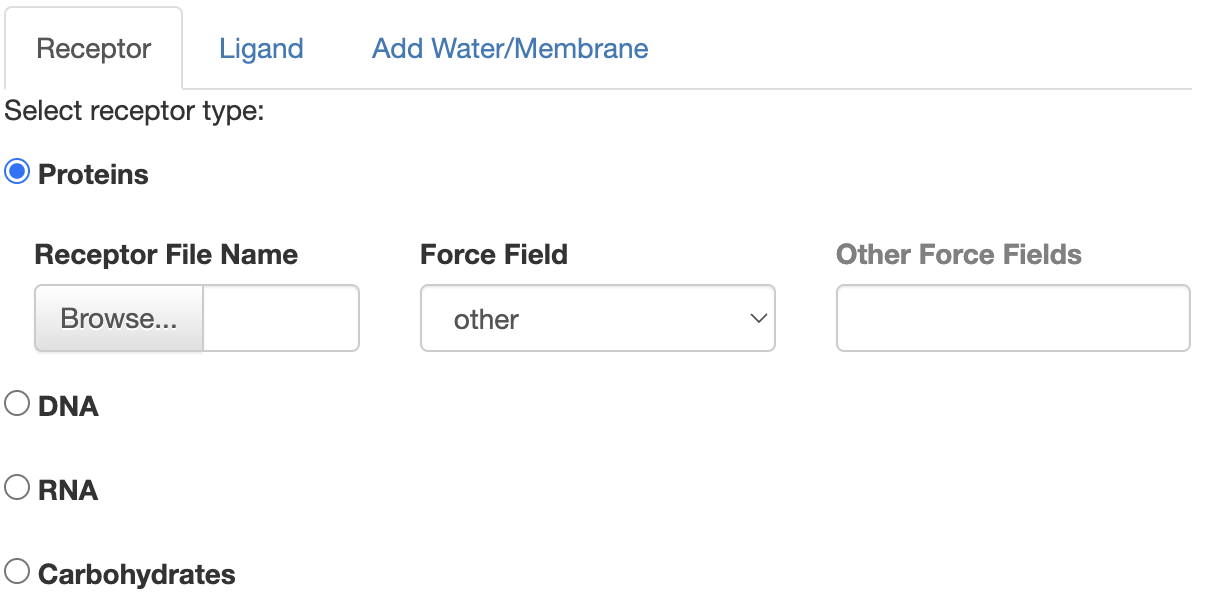 Receptor Ligand Add Water/Membrane
Select receptor type:
Proteins
Receptor File Name Force Field Other Force Fields
Browse... other
DNA
RNA
Carbohydrates